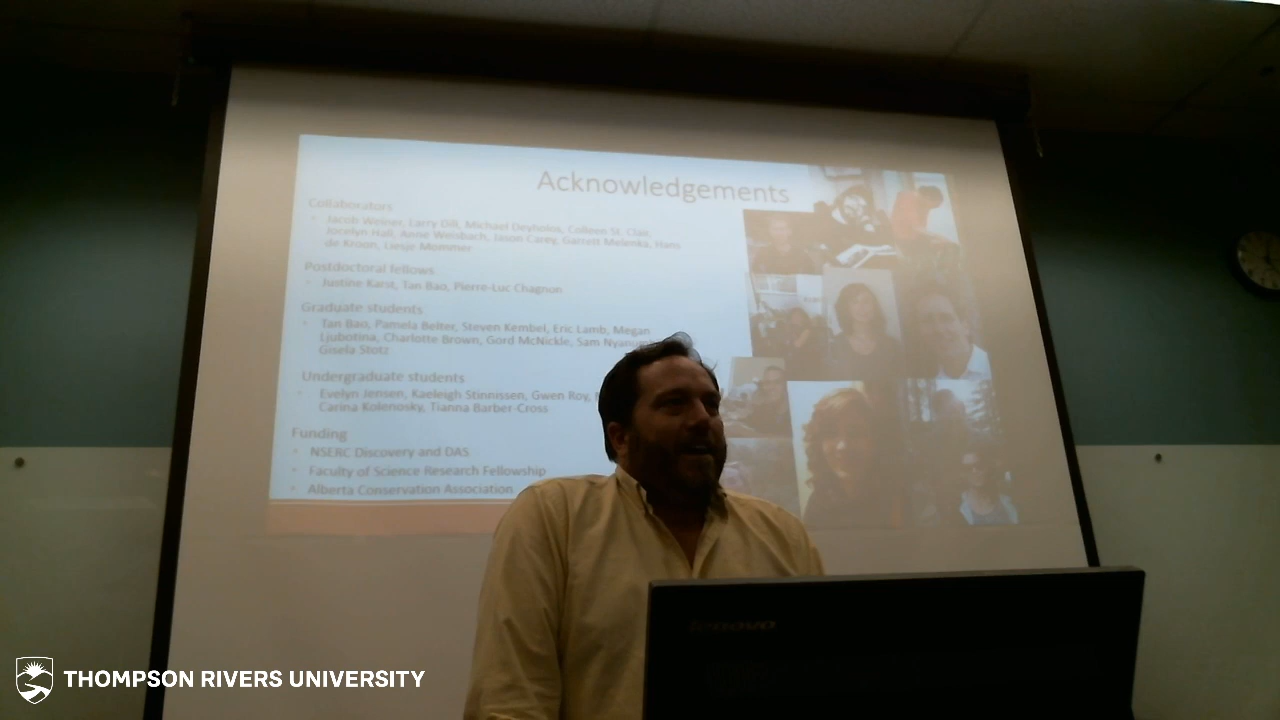 Acknowledgements
Collaborators
Jacob Weiner, Larry Dill, Michael Deyholos, Colleen St. Clair,
Jocelyn Hall, Anne Weisbach, Jason Carey, Garrett Melenka, Hans
de Kroon, Liesje Mommer
Postdoctoral fellows
Justine Karst, Tan Bao, Pierre-Luc Chagnon
Graduate students
Tan Bao, Pamela Belter, Steven Kembel, Eric Lamb, Megan
Ljubotina, Charlotte Brown, Gord McNickle, Sam
Gisela Stotz
Undergraduate students
Evelyn Jensen, Kaeleigh Stinnissen, Gwen Roy,
Carina Kolenosky, Tianna Barber-Cross
Funding
• NSERC Discovery and DAS
• Faculty of Science Research Fellowship
• Alberta Conservation Association
lenovo
THOMPSON RIVERS UNIVERSITY